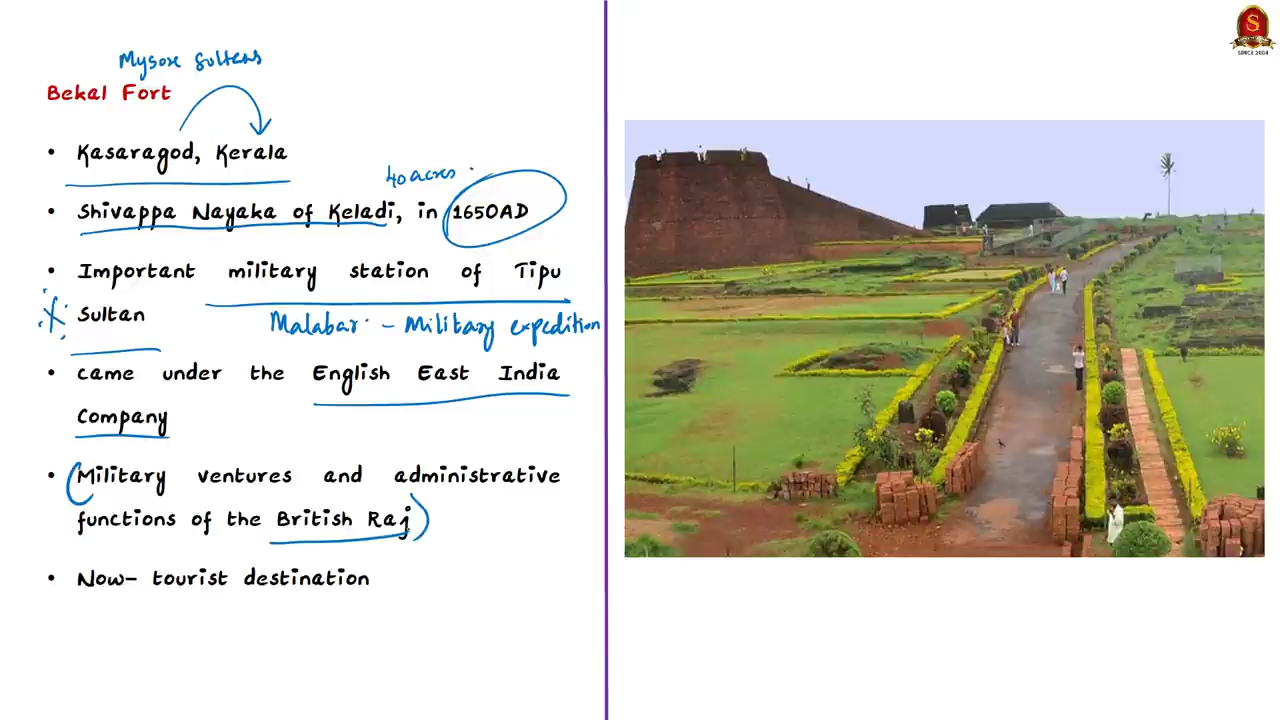 Mysore Sultans
Bekal Fort
• Kasaragod, Kerala
40 acres
• Shivappa Nayaka of Keladi, in 1650AD
• Important military station of Tipu
Sultan
Malabar - Military expedition
• came under the English East India
Company
• Military ventures and administrative
functions of the British Raj
• Now- tourist destination
S
SINCE 2004